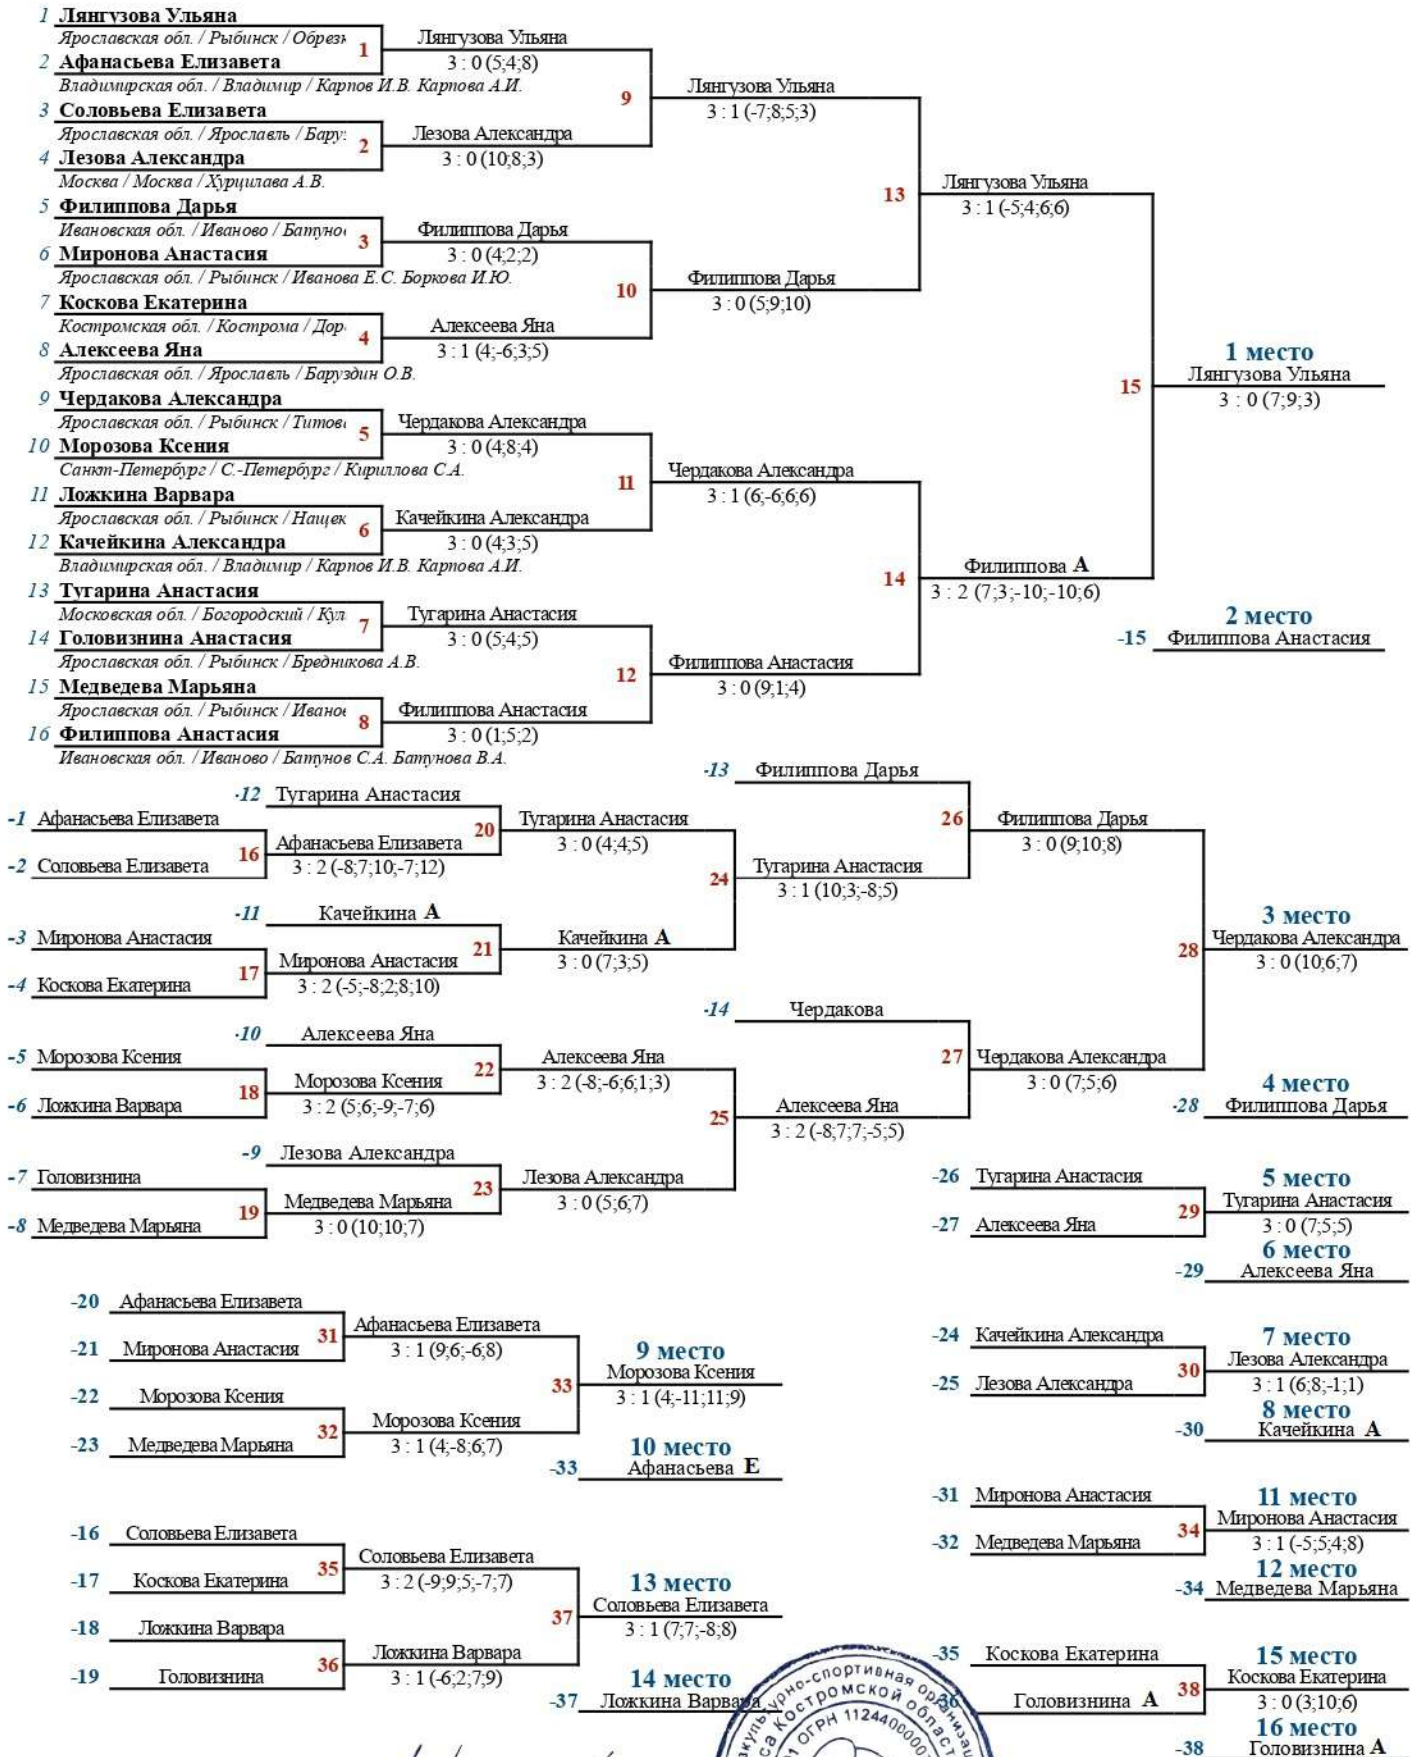 1 Лянгузова Ульяна
Ярославская обл. / Рыбинск /
2 Афанасьева Елизавета
Владимирская обл. / Владимир / Карпов И.В. Карпова А.И.
3 Соловьева Елизавета
Ярославская обл. / Ярославль /
4 Лезова Александра
Москва / Москва / Хурцилава А.В.
5 Филиппова Дарья
Ивановская обл. / Иваново /
6 Миронова Анастасия
Ярославская обл. / Рыбинск / Иванова Е.С. Боркова И.Ю.
7 Коскова Екатерина
Костромская обл. / Кострома / Дор
8 Алексеева Яна
Ярославская обл. / Ярославль / Баруздин О.В.
9 Чердакова Александра
Ярославская обл. / Рыбинск /
10 Морозова Ксения
Санкт-Петербург / С.-Петербург / Кириллова С.А.
11 Ложкина Варвара
Ярославская обл. / Рыбинск / Нащек
12 Качейкина Александра
Владимирская обл. / Владимир / Карпов И.В. Карпова А.И.
13 Тугарина Анастасия
Московская обл. / Богородский / Кул
14 Головизнина Анастасия
Ярославская обл. / Рыбинск / Бредникова А.В.
15 Медведева Марьяна
Ярославская обл. / Рыбинск /
16 Филиппова Анастасия
Ивановская обл. / Иваново / Батунов С.А. Батунова В.А.
1 Лянгузова Ульяна
3 : 0 (5;4;8)
2 Лезова Александра
3 : 0 (10;8;3)
3 Филиппова Дарья
3 : 0 (4;2;2)
4 Алексеева Яна
3 : 1 (4;-6;3;5)
5 Чердакова Александра
3 : 0 (4;8;4)
6 Качейкина Александра
3 : 0 (4;3;5)
7 Тугарина Анастасия
3 : 0 (5;4;5)
8 Филиппова Анастасия
3 : 0 (1;5;2)
9 Лянгузова Ульяна
3 : 1 (-7;8;5;3)
10 Филиппова Дарья
3 : 0 (5;9;10)
11 Чердакова Александра
3 : 1 (6;-6;6;6)
12 Филиппова Анастасия
3 : 0 (9;1;4)
13 Лянгузова Ульяна
3 : 1 (-5;4;6;6)
14 Филиппова А
3 : 2 (7;3;-10;-10;6)
1 место
15 Лянгузова Ульяна
3 : 0 (7;9;3)
2 место
-15 Филиппова Анастасия
-1 Афанасьева Елизавета
-2 Соловьева Елизавета
-3 Миронова Анастасия
-4 Коскова Екатерина
-5 Морозова Ксения
-6 Ложкина Варвара
-7 Головизнина
-8 Медведева Марьяна
-12 Тугарина Анастасия
16 Афанасьева Елизавета
3 : 2 (-8;7;10;-7;12)
-11 Качейкина А
17 Миронова Анастасия
3 : 2 (-5;-8;2;8;10)
-10 Алексеева Яна
18 Морозова Ксения
3 : 2 (5;6;-9;-7;6)
-9 Лезова Александра
19 Медведева Марьяна
3 : 0 (10;10;7)
20 Тугарина Анастасия
3 : 0 (4;4;5)
21 Качейкина А
3 : 0 (7;3;5)
22 Алексеева Яна
3 : 2 (-8;-6;6;1;3)
23 Лезова Александра
3 : 0 (5;6;7)
-13 Филиппова Дарья
24 Тугарина Анастасия
3 : 1 (10;3;-8;5)
-14 Чердакова
25 Алексеева Яна
3 : 2 (-8;7;7;-5;5)
26 Филиппова Дарья
3 : 0 (9;10;8)
27 Чердакова Александра
3 : 0 (7;5;6)
3 место
28 Чердакова Александра
3 : 0 (10;6;7)
4 место
-28 Филиппова Дарья
-26 Тугарина Анастасия
-27 Алексеева Яна
5 место
29 Тугарина Анастасия
3 : 0 (7;5;5)
6 место
-29 Алексеева Яна
-20 Афанасьева Елизавета
-21 Миронова Анастасия
-22 Морозова Ксения
-23 Медведева Марьяна
31 Афанасьева Елизавета
3 : 1 (9;6;-6;8)
32 Морозова Ксения
3 : 1 (4;-8;6;7)
9 место
33 Морозова Ксения
3 : 1 (4;-11;11;9)
10 место
-33 Афанасьева Е
-24 Качейкина Александра
-25 Лезова Александра
7 место
30 Лезова Александра
3 : 1 (6;8;-1;1)
8 место
-30 Качейкина А
-31 Миронова Анастасия
-32 Медведева Марьяна
11 место
34 Миронова Анастасия
3 : 1 (-5;5;4;8)
12 место
-34 Медведева Марьяна
-16 Соловьева Елизавета
-17 Коскова Екатерина
-18 Ложкина Варвара
-19 Головизнина
35 Соловьева Елизавета
3 : 2 (-9;9;5;-7;7)
36 Ложкина Варвара
3 : 1 (-6;2;7;9)
13 место
37 Соловьева Елизавета
3 : 1 (7;7;-8;8)
14 место
-37 Ложкина Варвара
-35 Коскова Екатерина
-36 Головизнина А
15 место
38 Коскова Екатерина
3 : 0 (3;10;6)
16 место
-38 Головизнина А
но-спортивная организац
Костромской област
ОГРН 1124400000